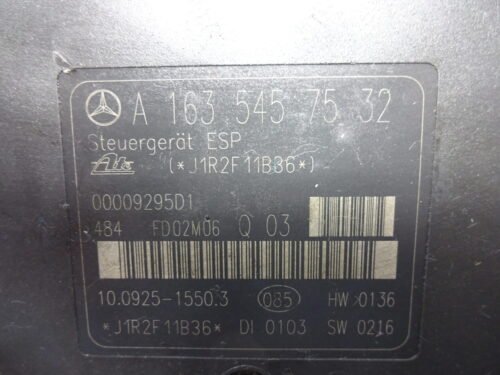 A 163 545 75 32
Steuergerät ESP
Ate (*J1R2F11B36*)
00009295D1
484 FD02M06 Q 03
10.0925-1550.3 085 HW 0136
*J1R2F11B36* DI 0103 SW 0216